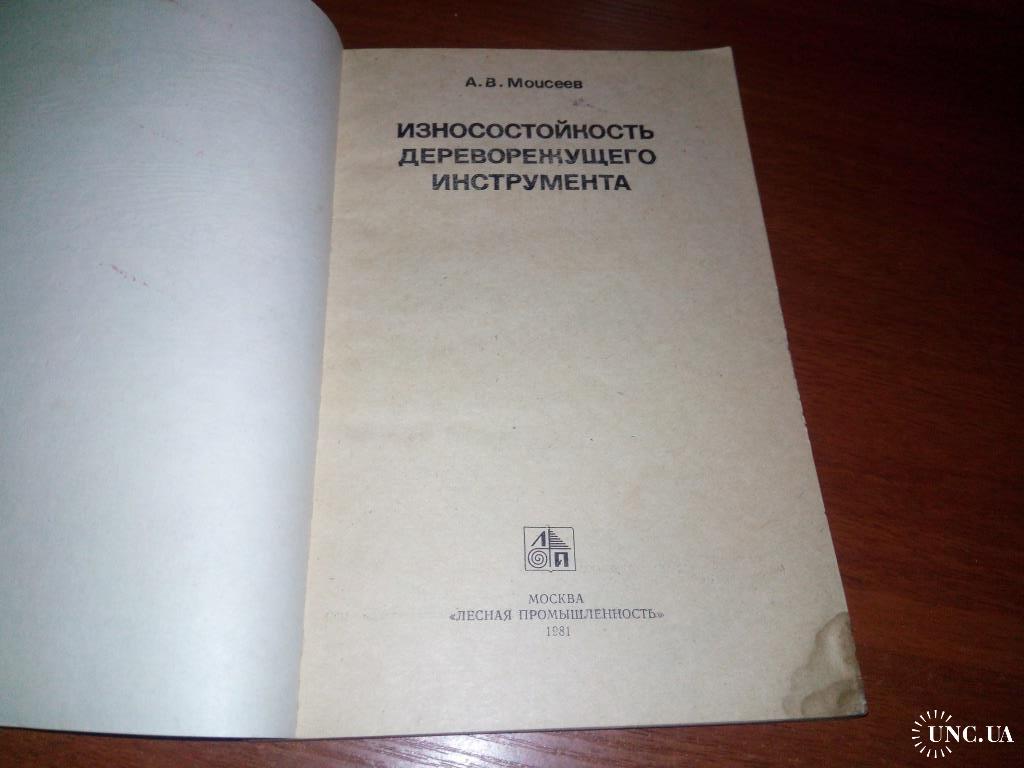 А. В. Моисеев
ИЗНОСОСТОЙКОСТЬ
ДЕРЕВОРЕЖУЩЕГО
ИНСТРУМЕНТА
Л
П
МОСКВА
«ЛЕСНАЯ ПРОМЫШЛЕННОСТЬ»
1981
UNC.UA